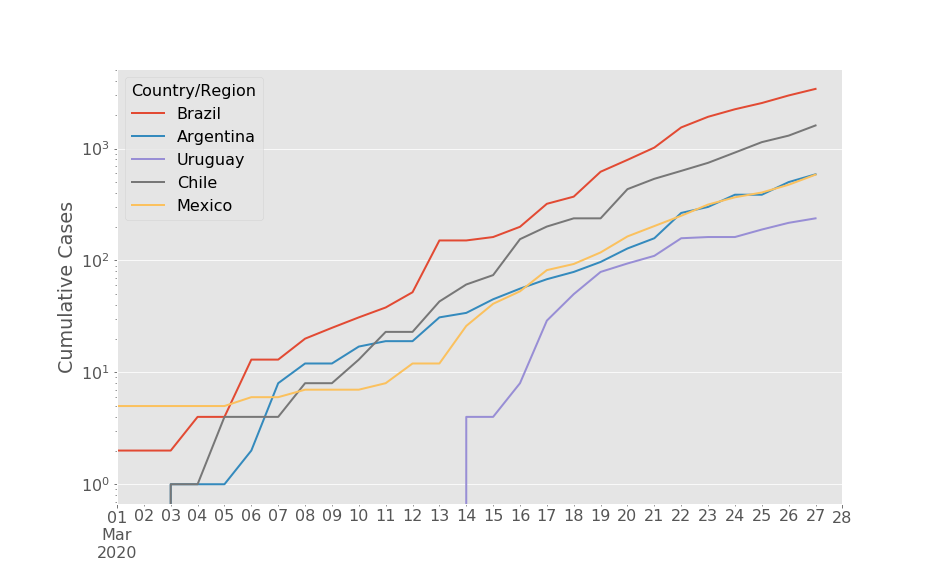 Country/Region
Brazil
Argentina
Uruguay
Chile
Mexico
Cumulative Cases
10³
10²
10¹
10⁰
01 02 03 04 05 06 07 08 09 10 11 12 13 14 15 16 17 18 19 20 21 22 23 24 25 26 27 28
Mar
2020